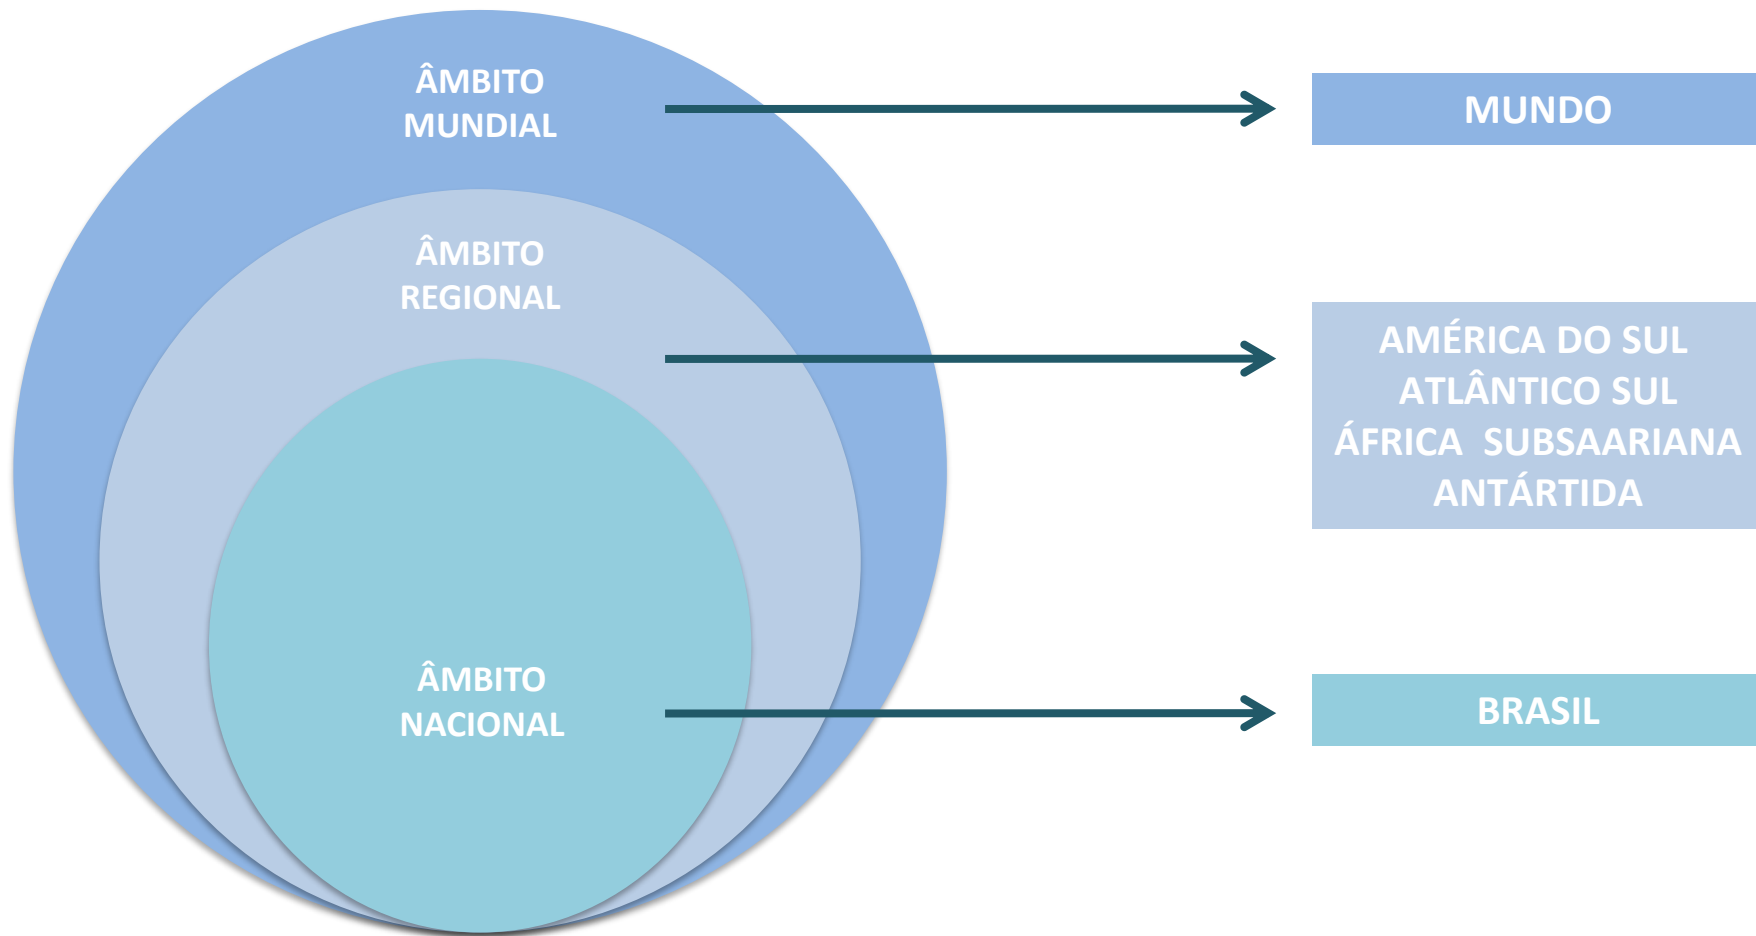 ÂMBITO
MUNDIAL
MUNDO
ÂMBITO
REGIONAL
AMÉRICA DO SUL
ATLÂNTICO SUL
ÁFRICA SUBSAARIANA
ANTÁRTIDA
ÂMBITO
NACIONAL
BRASIL